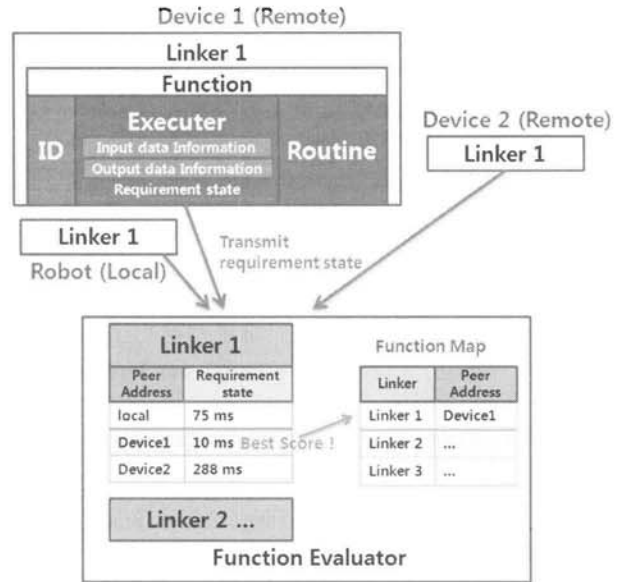 Device 1 (Remote)
Linker 1
Function
ID
Executer
Input data Information
Output data Information
Requirement state
Routine
Device 2 (Remote)
Linker 1
Linker 1
Robot (Local)
Transmit
requirement state
Linker 1
Peer Address Requirement state
local 75 ms
Device1 10 ms Best Score !
Device2 288 ms
Linker 2 ...
Function Map
Linker Peer Address
Linker 1 Device1
Linker 2 ...
Linker 3 ...
Function Evaluator